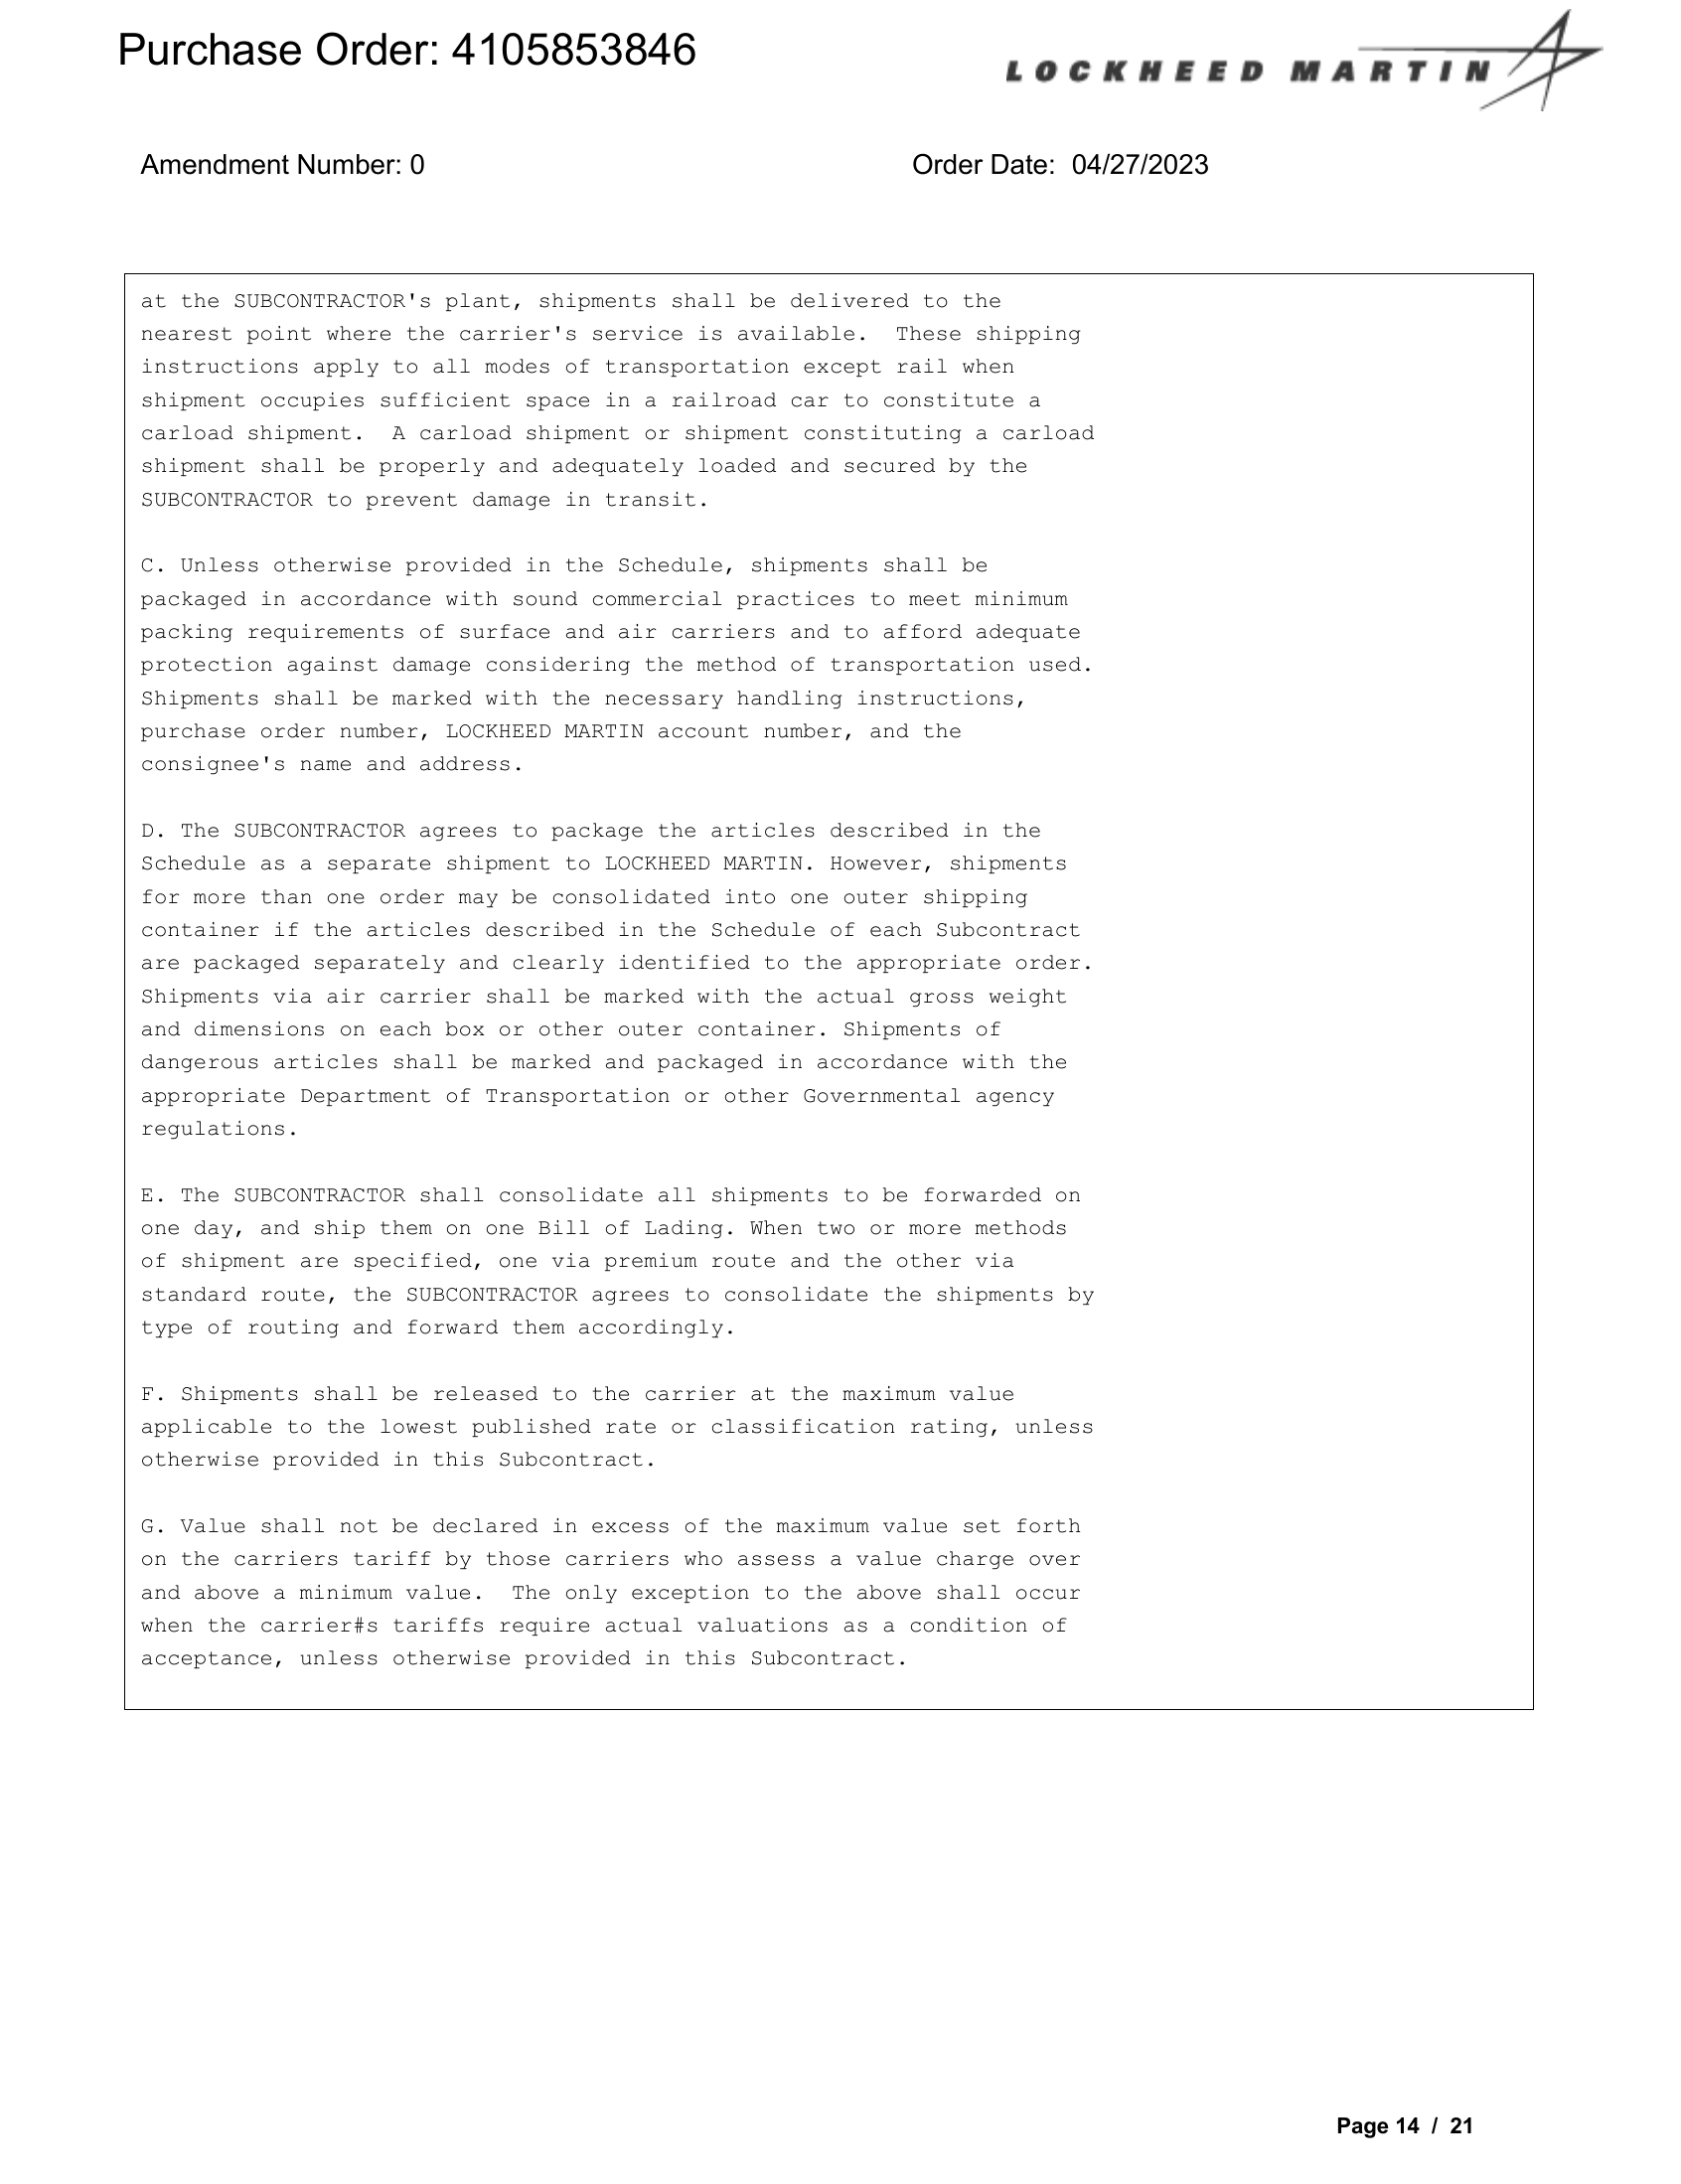 Purchase Order: 4105853846
LOCKHEED MARTIN
Amendment Number: 0
Order Date:  04/27/2023
at the SUBCONTRACTOR's plant, shipments shall be delivered to the
nearest point where the carrier's service is available.  These shipping
instructions apply to all modes of transportation except rail when
shipment occupies sufficient space in a railroad car to constitute a
carload shipment.  A carload shipment or shipment constituting a carload
shipment shall be properly and adequately loaded and secured by the
SUBCONTRACTOR to prevent damage in transit.
C. Unless otherwise provided in the Schedule, shipments shall be
packaged in accordance with sound commercial practices to meet minimum
packing requirements of surface and air carriers and to afford adequate
protection against damage considering the method of transportation used.
Shipments shall be marked with the necessary handling instructions,
purchase order number, LOCKHEED MARTIN account number, and the
consignee's name and address.
D. The SUBCONTRACTOR agrees to package the articles described in the
Schedule as a separate shipment to LOCKHEED MARTIN. However, shipments
for more than one order may be consolidated into one outer shipping
container if the articles described in the Schedule of each Subcontract
are packaged separately and clearly identified to the appropriate order.
Shipments via air carrier shall be marked with the actual gross weight
and dimensions on each box or other outer container. Shipments of
dangerous articles shall be marked and packaged in accordance with the
appropriate Department of Transportation or other Governmental agency
regulations.
E. The SUBCONTRACTOR shall consolidate all shipments to be forwarded on
one day, and ship them on one Bill of Lading. When two or more methods
of shipment are specified, one via premium route and the other via
standard route, the SUBCONTRACTOR agrees to consolidate the shipments by
type of routing and forward them accordingly.
F. Shipments shall be released to the carrier at the maximum value
applicable to the lowest published rate or classification rating, unless
otherwise provided in this Subcontract.
G. Value shall not be declared in excess of the maximum value set forth
on the carriers tariff by those carriers who assess a value charge over
and above a minimum value.  The only exception to the above shall occur
when the carrier#s tariffs require actual valuations as a condition of
acceptance, unless otherwise provided in this Subcontract.
Page 14 / 21